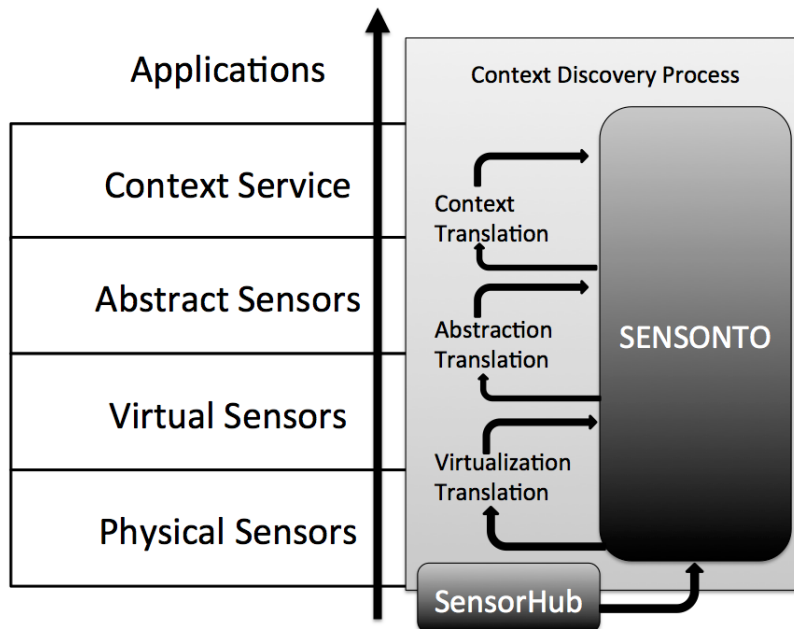 Applications
Context Service
Abstract Sensors
Virtual Sensors
Physical Sensors
Context Discovery Process
Context
Translation
Abstraction
Translation
Virtualization
Translation
SENSONTO
SensorHub